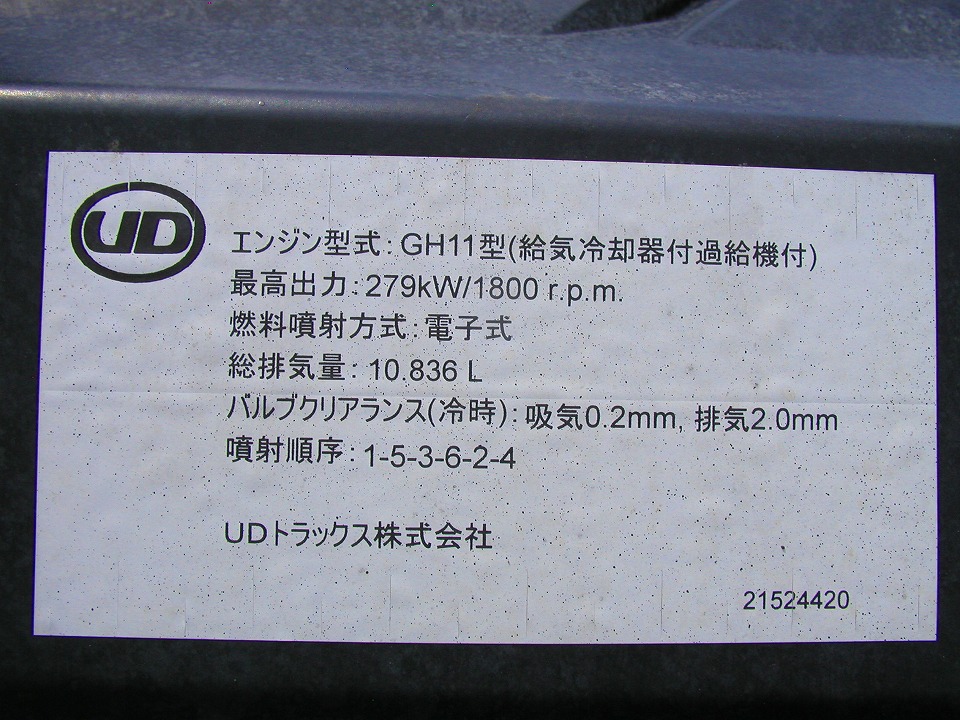 UD
エンジン型式: GH11型(給気冷却器付過給機付)
最高出力: 279kW/1800 r.p.m.
燃料噴射方式: 電子式
総排気量: 10.836 L
バルブクリアランス(冷時): 吸気0.2mm, 排気2.0mm
噴射順序: 1-5-3-6-2-4
UDトラックス株式会社
21524420